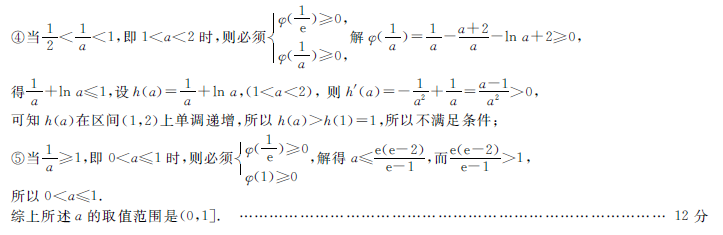 ④当1/2<1/a<1,即1<a<2时,则必须{φ(1/e)≥0, φ(1/a)≥0, 解φ(1/a)=1/a-(a+2)/a-ln a+2≥0,
得1/a+ln a≤1,设h(a)=1/a+ln a,(1<a<2), 则h′(a)=-1/a²+1/a=(a-1)/a²>0,
可知h(a)在区间(1,2)上单调递增,所以h(a)>h(1)=1,所以不满足条件;
⑤当1/a≥1,即0<a≤1时,则必须{φ(1/e)≥0 φ(1)≥0 ,解得a≤e(e-2)/(e-1),而e(e-2)/(e-1)>1,
所以0<a≤1.
综上所述a的取值范围是(0,1]. ………………………………………………………… 12分